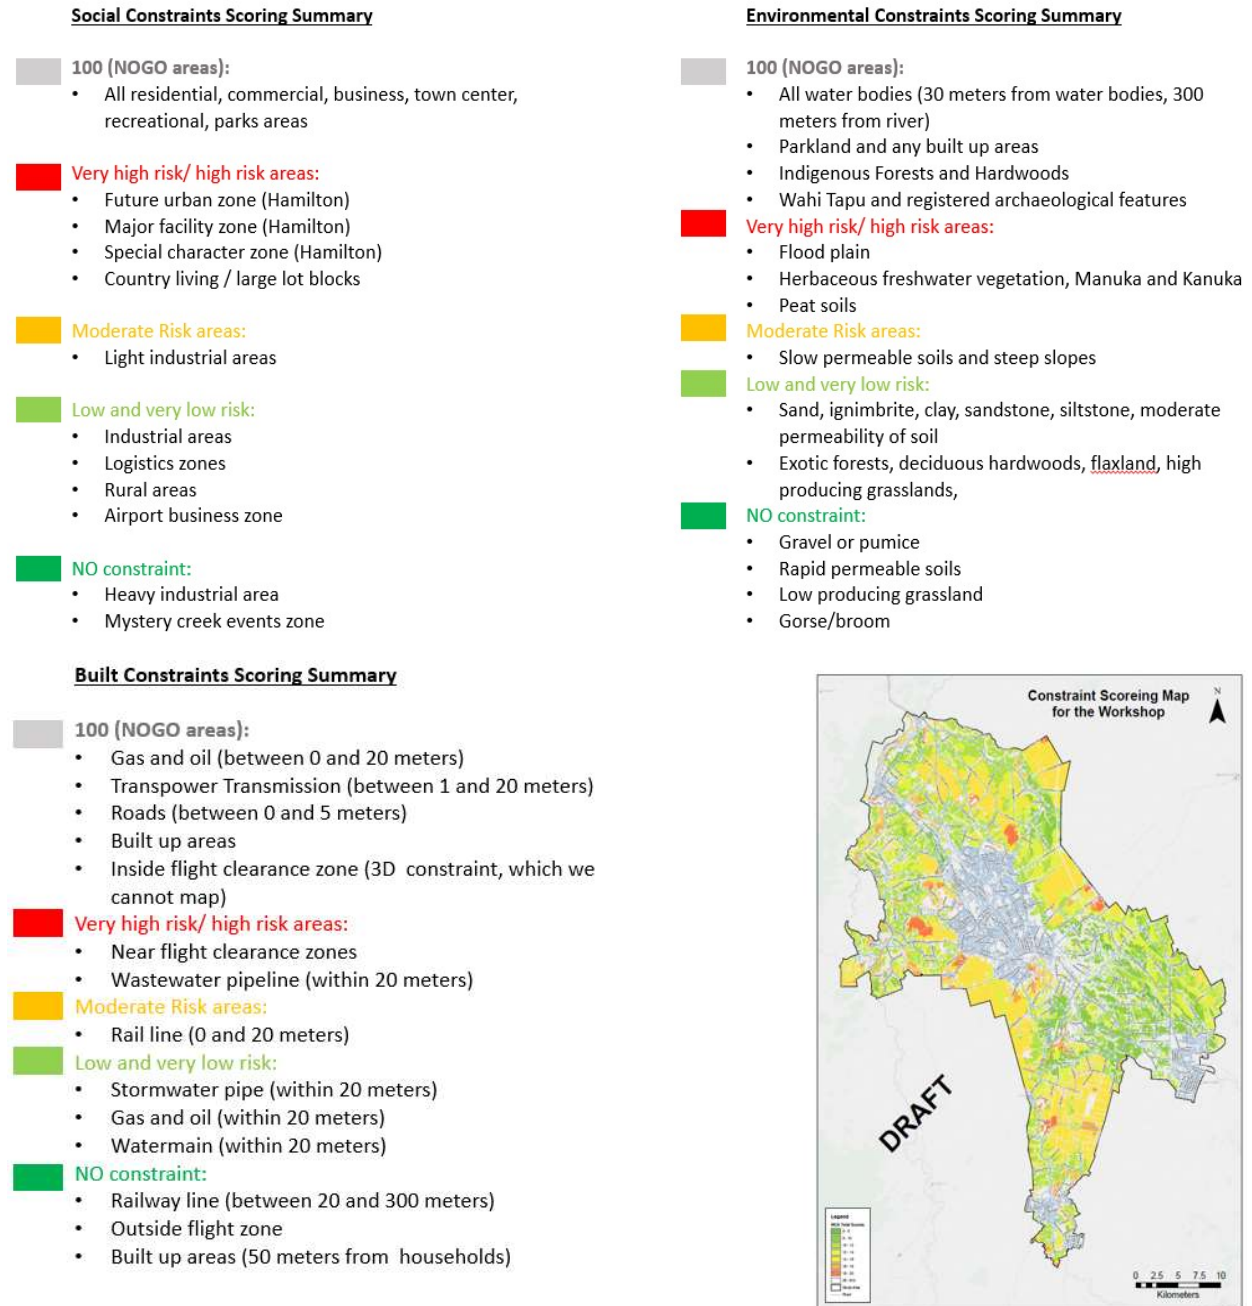 Social Constraints Scoring Summary
100 (NOGO areas):
• All residential, commercial, business, town center,
recreational, parks areas
Very high risk/ high risk areas:
• Future urban zone (Hamilton)
• Major facility zone (Hamilton)
• Special character zone (Hamilton)
• Country living / large lot blocks
Moderate Risk areas:
• Light industrial areas
Low and very low risk:
• Industrial areas
• Logistics zones
• Rural areas
• Airport business zone
NO constraint:
• Heavy industrial area
• Mystery creek events zone
Environmental Constraints Scoring Summary
100 (NOGO areas):
• All water bodies (30 meters from water bodies, 300
meters from river)
• Parkland and any built up areas
• Indigenous Forests and Hardwoods
• Wahi Tapu and registered archaeological features
Very high risk/ high risk areas:
• Flood plain
• Herbaceous freshwater vegetation, Manuka and Kanuka
• Peat soils
Moderate Risk areas:
• Slow permeable soils and steep slopes
Low and very low risk:
• Sand, ignimbrite, clay, sandstone, siltstone, moderate
permeability of soil
• Exotic forests, deciduous hardwoods, flaxland, high
producing grasslands,
NO constraint:
• Gravel or pumice
• Rapid permeable soils
• Low producing grassland
• Gorse/broom
Built Constraints Scoring Summary
100 (NOGO areas):
• Gas and oil (between 0 and 20 meters)
• Transpower Transmission (between 1 and 20 meters)
• Roads (between 0 and 5 meters)
• Built up areas
• Inside flight clearance zone (3D constraint, which we
cannot map)
Very high risk/ high risk areas:
• Near flight clearance zones
• Wastewater pipeline (within 20 meters)
Moderate Risk areas:
• Rail line (0 and 20 meters)
Low and very low risk:
• Stormwater pipe (within 20 meters)
• Gas and oil (within 20 meters)
• Watermain (within 20 meters)
NO constraint:
• Railway line (between 20 and 300 meters)
• Outside flight zone
• Built up areas (50 meters from households)
Constraint Scoreing Map
for the Workshop
N
DRAFT
Legend
0 2.5 5 7.5 10
Kilometers